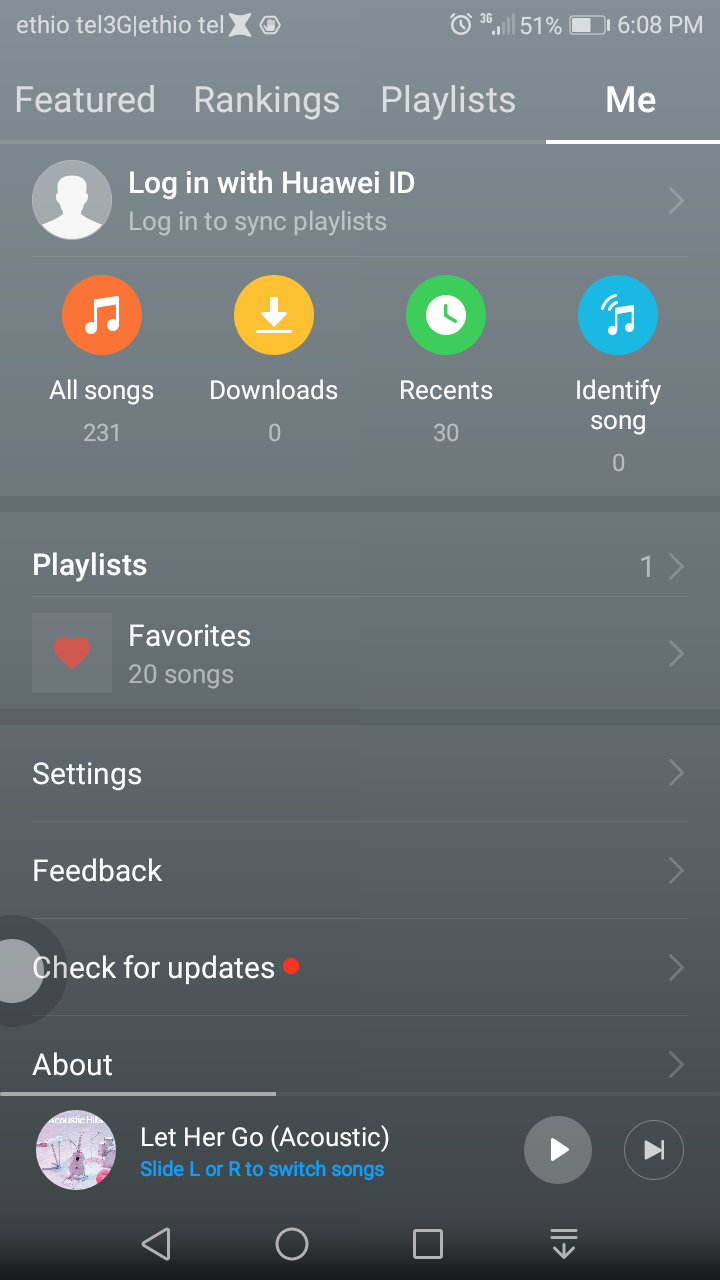 ethio tel3G|ethio tel 3G 51% 6:08 PM
Featured Rankings Playlists Me
Log in with Huawei ID
Log in to sync playlists
All songs Downloads Recents Identify song
231 0 30 0
Playlists 1
Favorites
20 songs
Settings
Feedback
Check for updates
About
Acoustic Hits
Let Her Go (Acoustic)
Slide L or R to switch songs